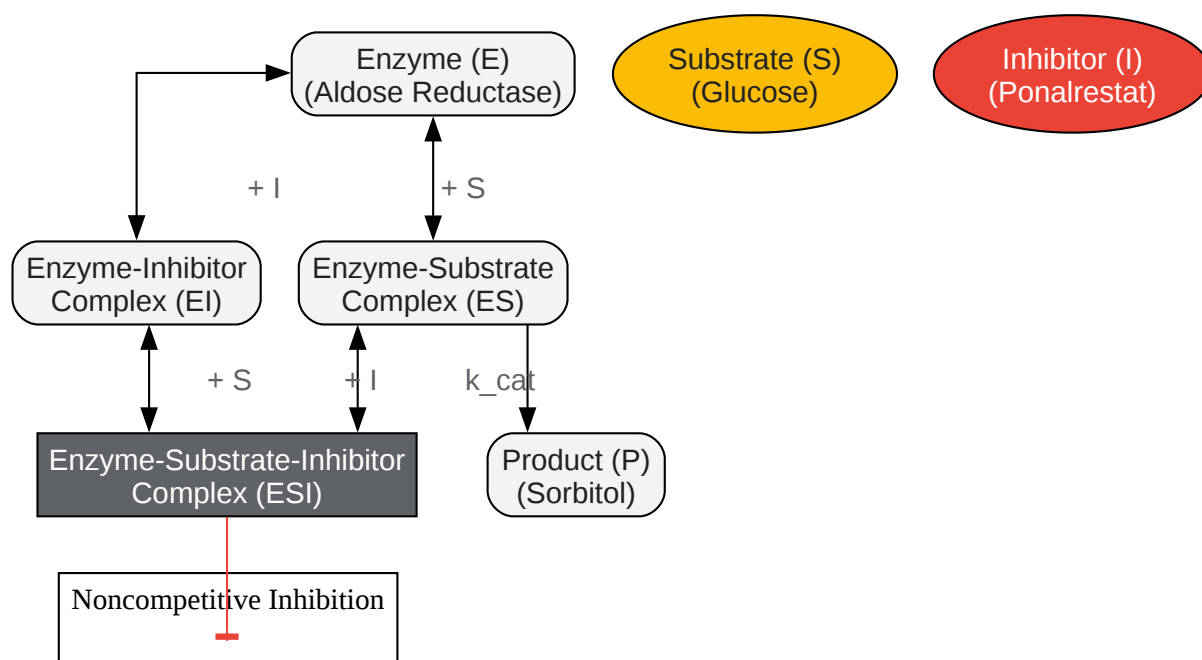 Enzyme (E)
(Aldose Reductase)
Substrate (S)
(Glucose)
Inhibitor (I)
(Ponalrestat)
+ I
+ S
Enzyme-Inhibitor
Complex (EI)
Enzyme-Substrate
Complex (ES)
+ S
+ I
k_cat
Enzyme-Substrate-Inhibitor
Complex (ESI)
Product (P)
(Sorbitol)
Noncompetitive Inhibition